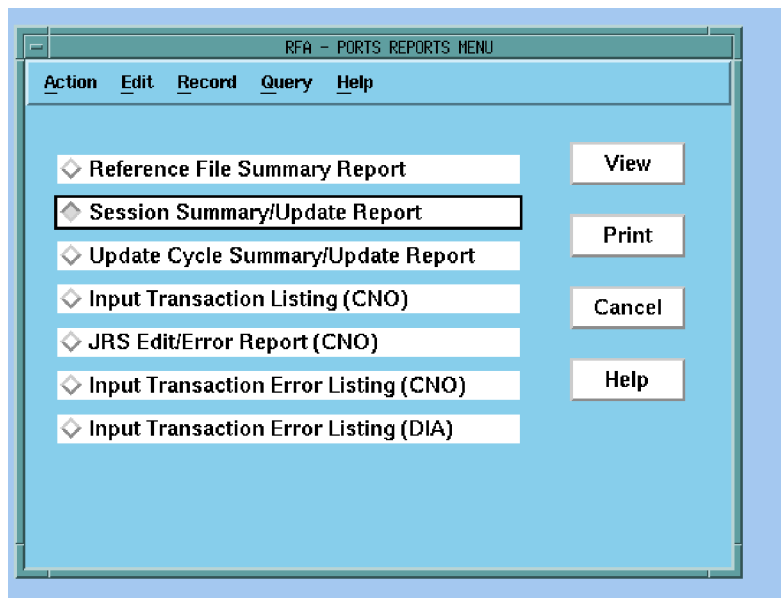 RFA - PORTS REPORTS MENU
Action Edit Record Query Help
Reference File Summary Report
View
Session Summary/Update Report
Print
Update Cycle Summary/Update Report
Input Transaction Listing (CNO)
Cancel
JRS Edit/Error Report (CNO)
Input Transaction Error Listing (CNO)
Help
Input Transaction Error Listing (DIA)